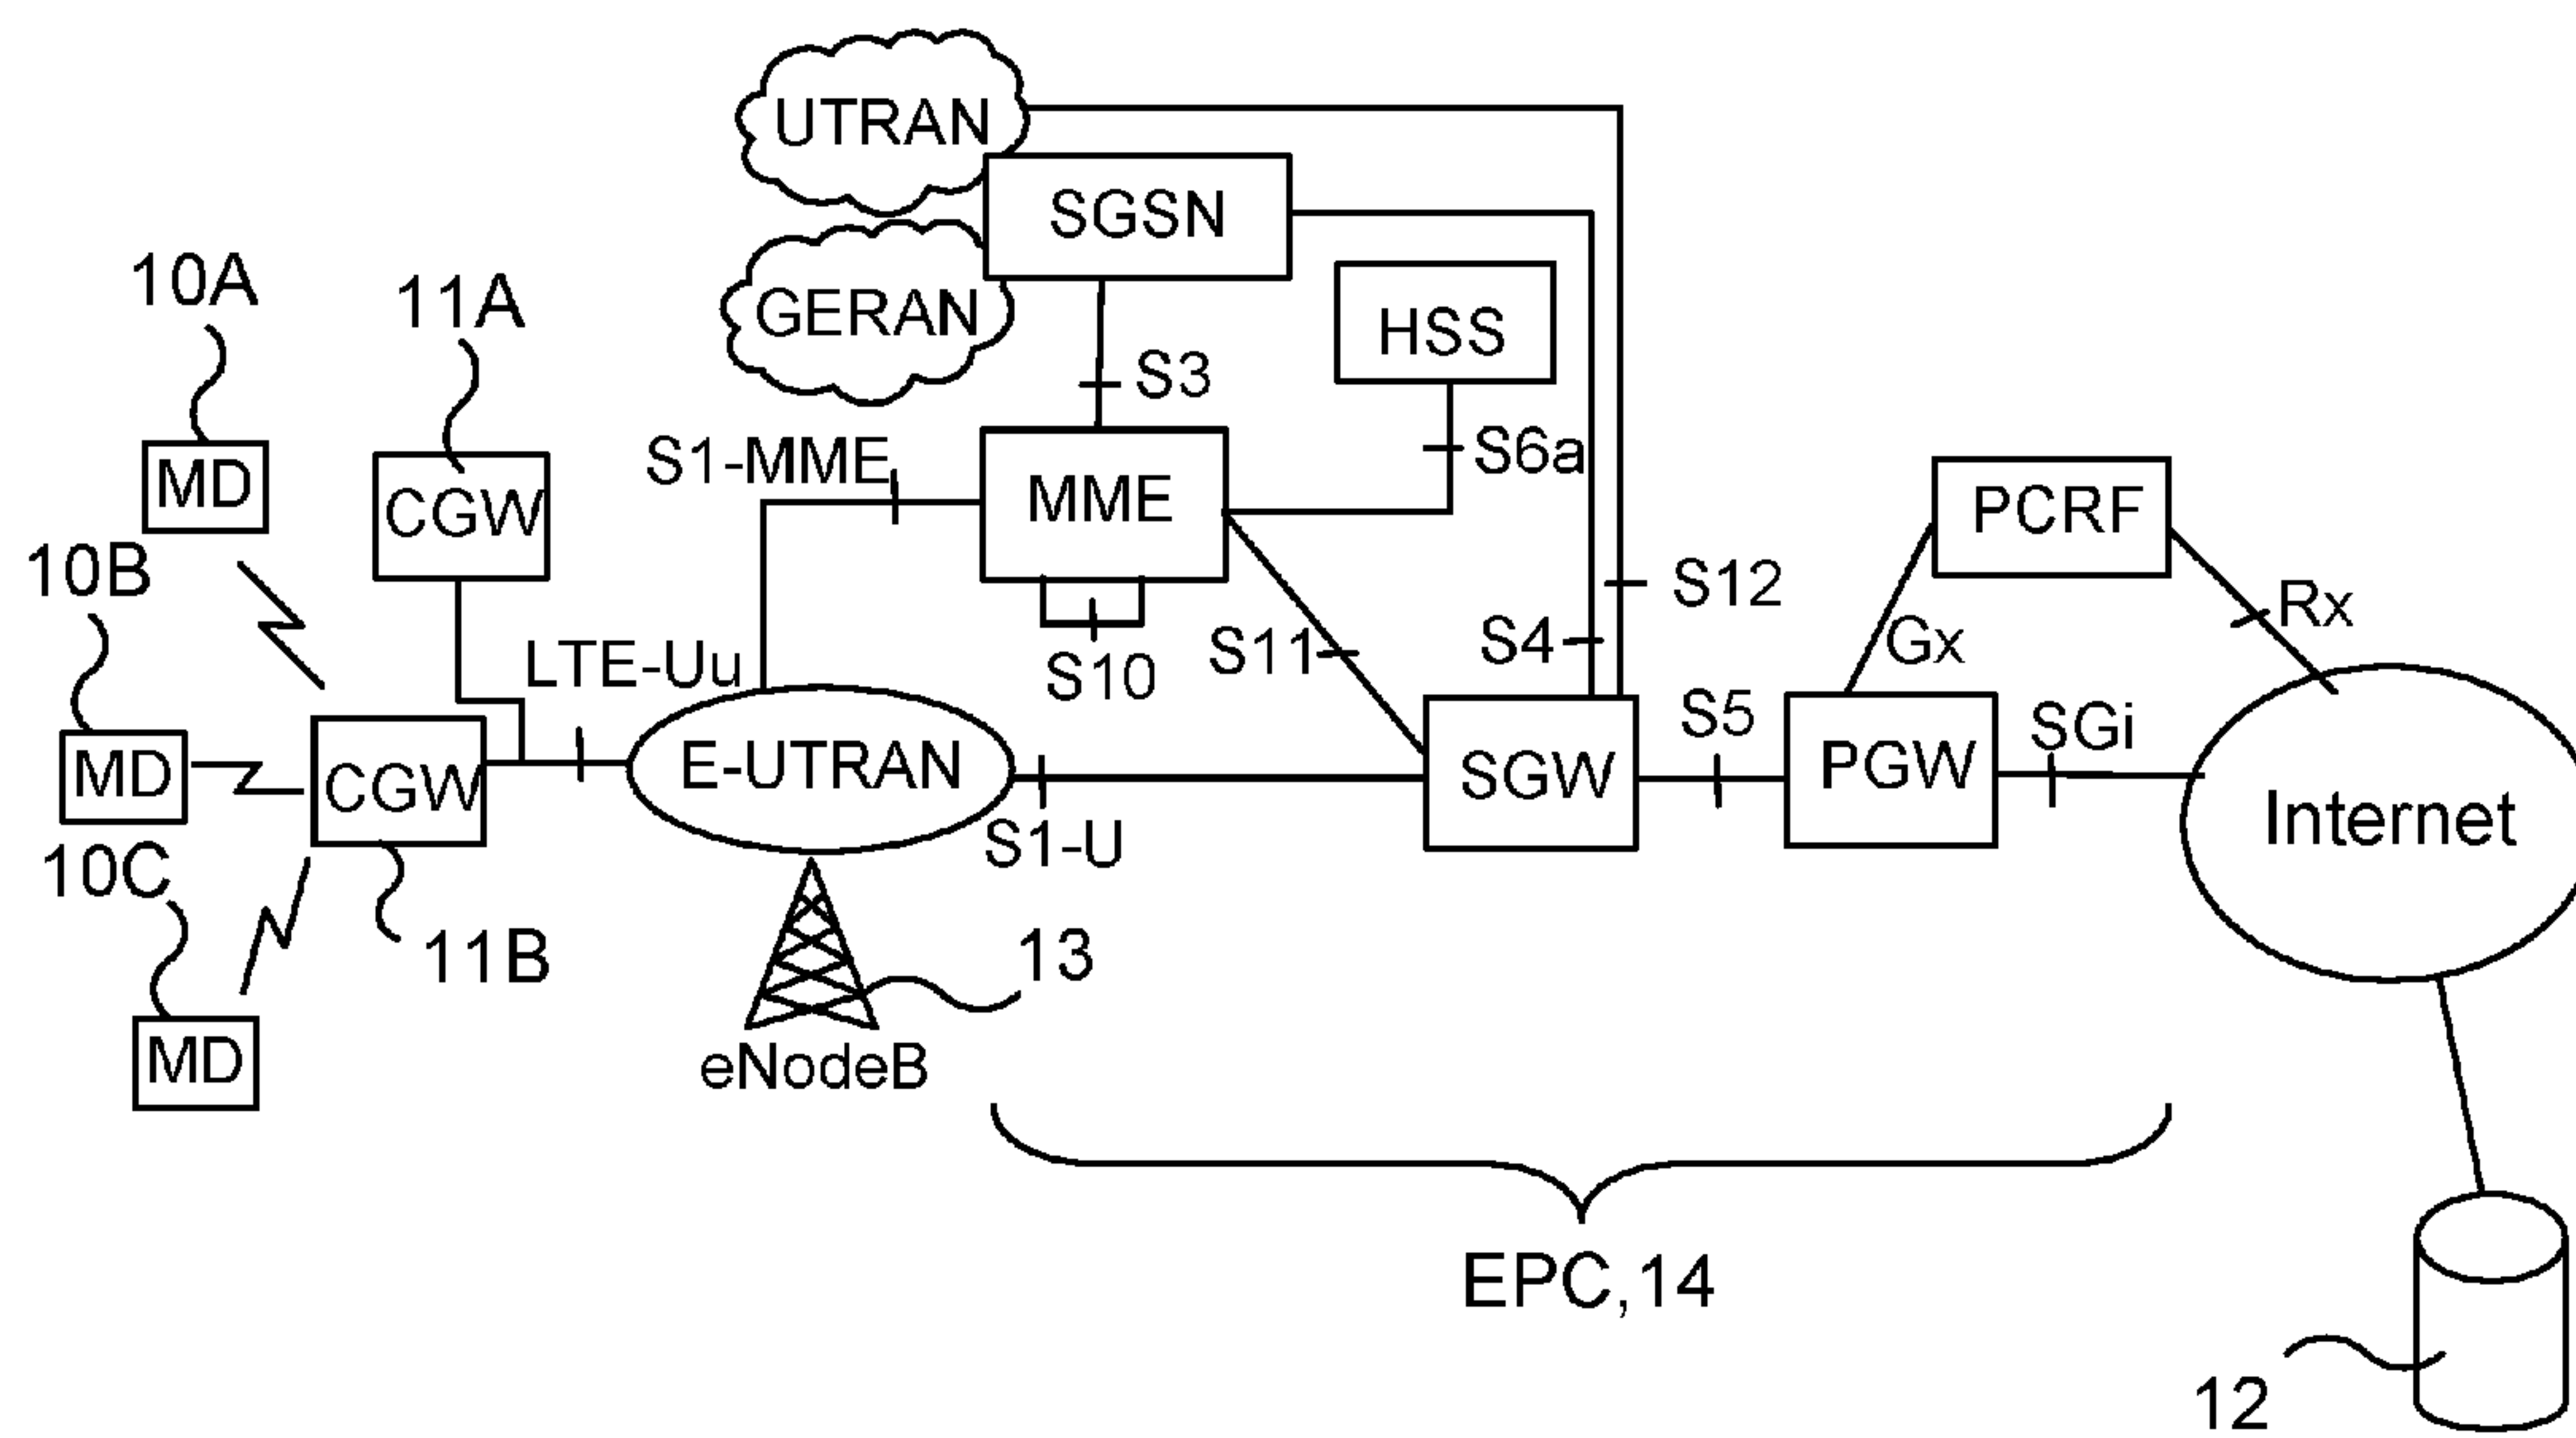 UTRAN
SGSN
GERAN
HSS
10A
11A
S3
S1-MME
S6a
MD
CGW
MME
PCRF
10B
S12
Rx
LTE-Uu
S10
S11
S4
Gx
MD
CGW
E-UTRAN
S1-U
SGW
S5
PGW
SGi
Internet
10C
11B
13
MD
eNodeB
EPC,14
12